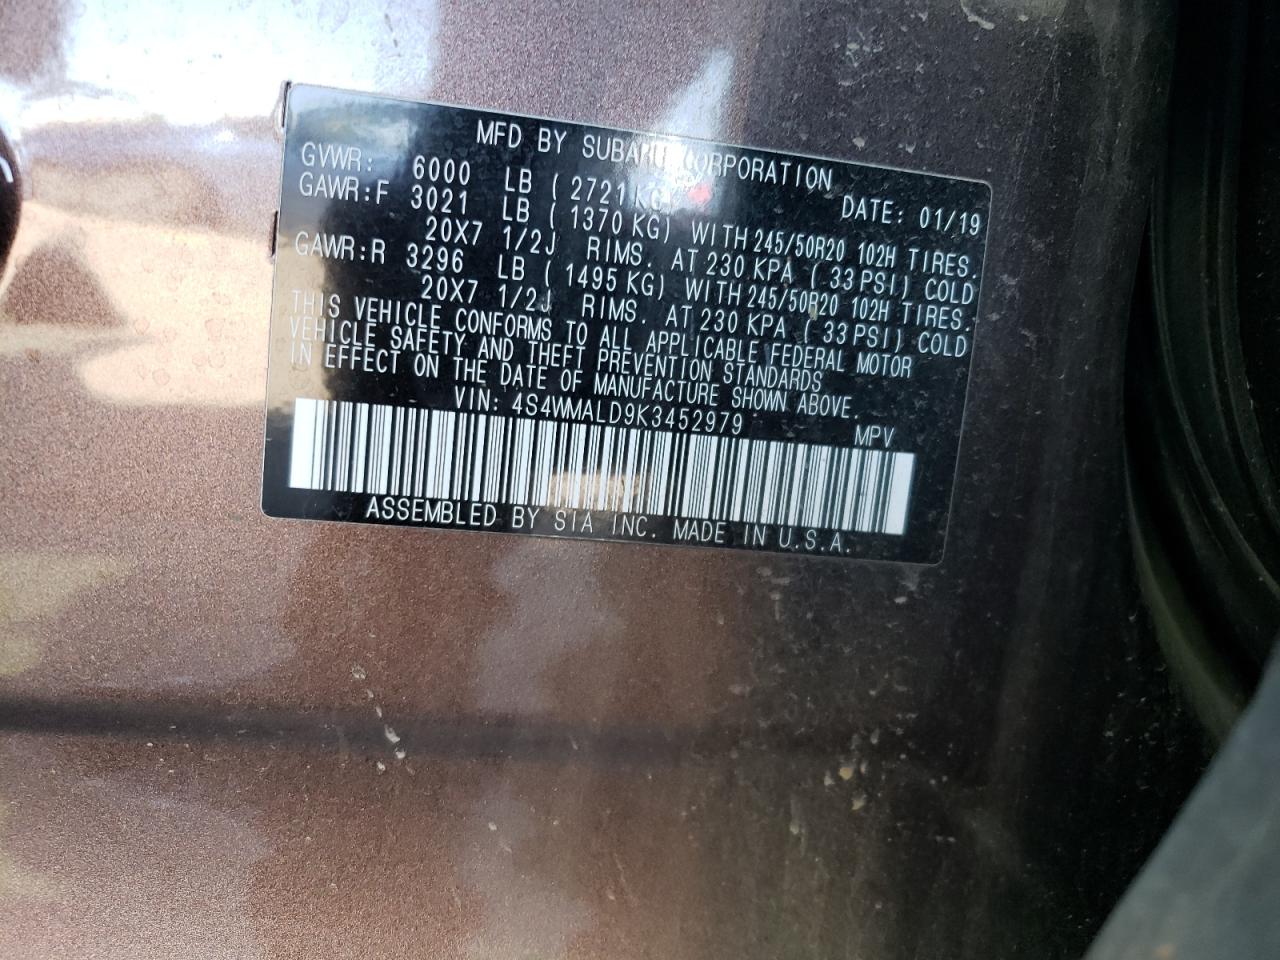 MFD BY SUBARU CORPORATION
GVWR: 6000 LB ( 2721 KG) DATE: 01/19
GAWR:F 3021 LB ( 1370 KG) WITH 245/50R20 102H TIRES.
20X7 1/2J RIMS. AT 230 KPA ( 33 PSI) COLD
GAWR:R 3296 LB ( 1495 KG) WITH 245/50R20 102H TIRES.
20X7 1/2J RIMS. AT 230 KPA ( 33 PSI) COLD
THIS VEHICLE CONFORMS TO ALL APPLICABLE FEDERAL MOTOR
VEHICLE SAFETY AND THEFT PREVENTION STANDARDS
IN EFFECT ON THE DATE OF MANUFACTURE SHOWN ABOVE.
VIN: 4S4WMALD9K3452979 MPV
ASSEMBLED BY SIA INC. MADE IN U.S.A.